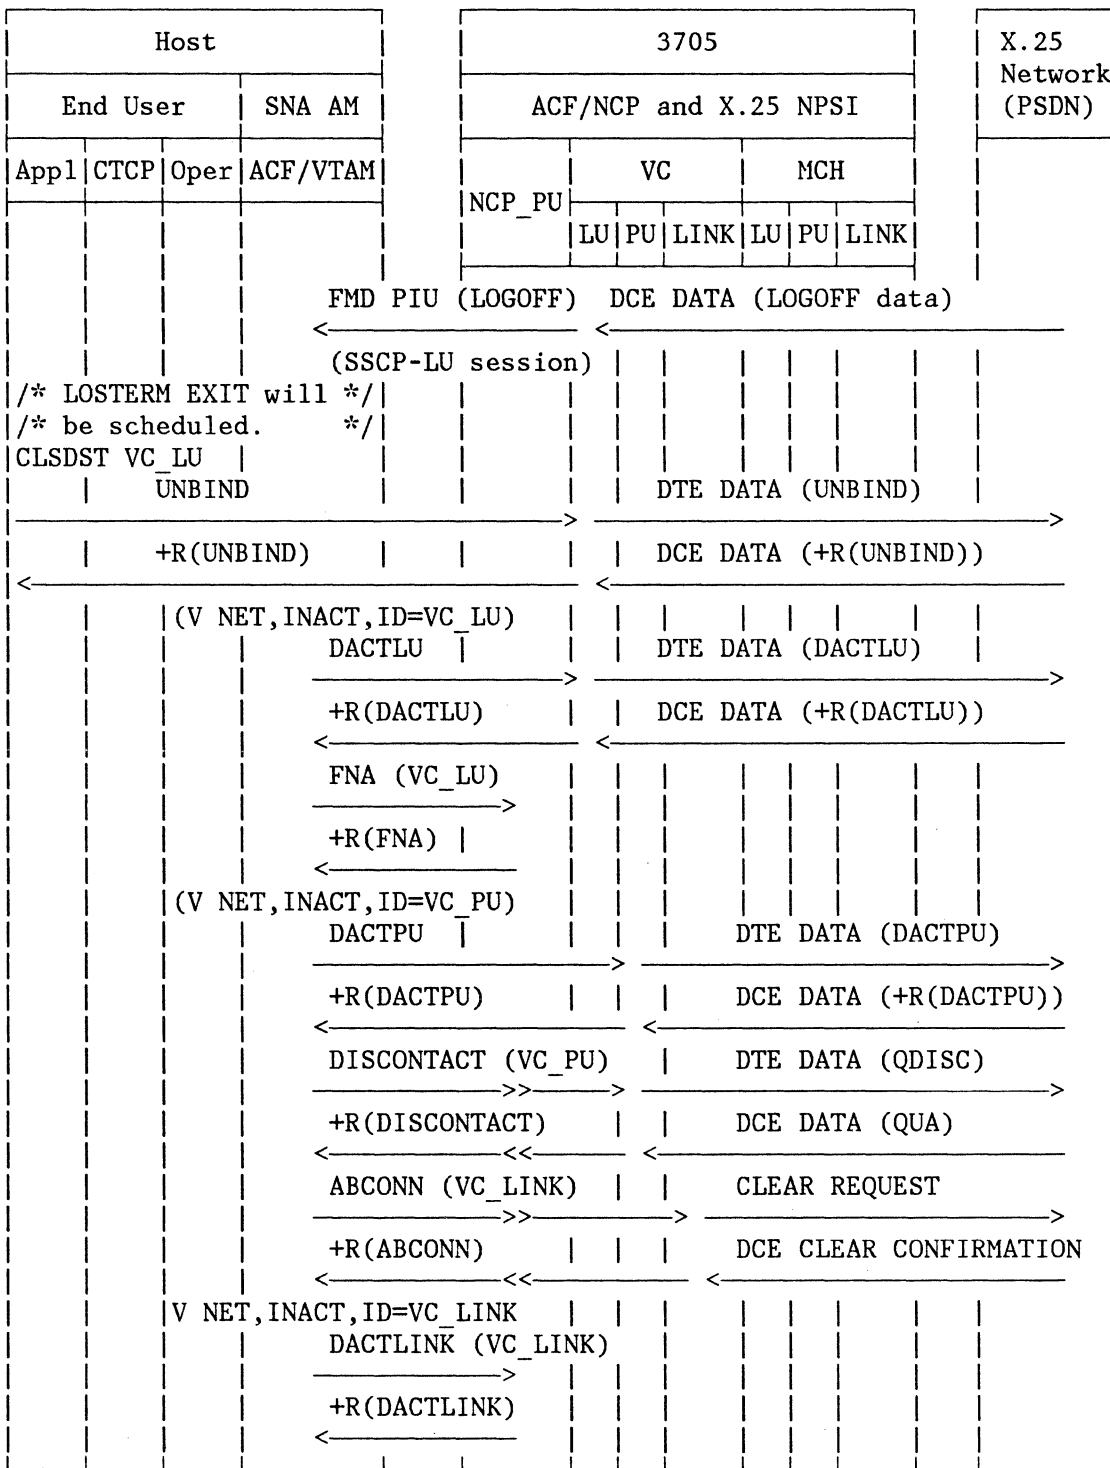 Host 3705 X.25
Network
End User SNA AM ACF/NCP and X.25 NPSI (PSDN)
Appl CTCP Oper ACF/VTAM VC MCH
NCP_PU
LU PU LINK LU PU LINK
FMD PIU (LOGOFF) DCE DATA (LOGOFF data)
(SSCP-LU session)
/* LOSTERM EXIT will */
/* be scheduled. */
CLSDST VC_LU
UNBIND DTE DATA (UNBIND)
+R(UNBIND) DCE DATA (+R(UNBIND))
(V NET,INACT,ID=VC_LU)
DACTLU DTE DATA (DACTLU)
+R(DACTLU) DCE DATA (+R(DACTLU))
FNA (VC_LU)
+R(FNA)
(V NET,INACT,ID=VC_PU)
DACTPU DTE DATA (DACTPU)
+R(DACTPU) DCE DATA (+R(DACTPU))
DISCONTACT (VC_PU) DTE DATA (QDISC)
+R(DISCONTACT) DCE DATA (QUA)
ABCONN (VC_LINK) CLEAR REQUEST
+R(ABCONN) DCE CLEAR CONFIRMATION
V NET,INACT,ID=VC_LINK
DACTLINK (VC_LINK)
+R(DACTLINK)